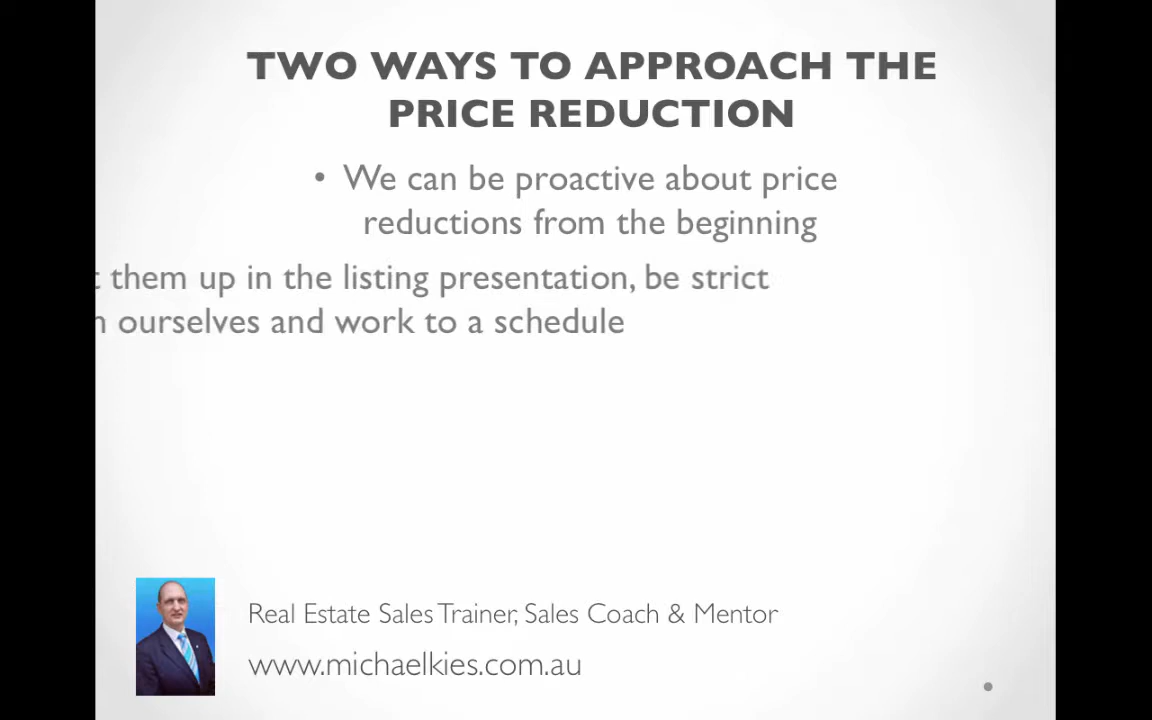 TWO WAYS TO APPROACH THE
PRICE REDUCTION
• We can be proactive about price
reductions from the beginning
them up in the listing presentation, be strict
ourselves and work to a schedule
Real Estate Sales Trainer, Sales Coach & Mentor
www.michaelkies.com.au